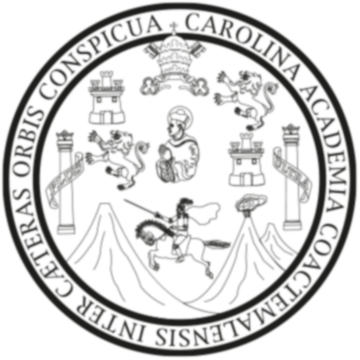 CAROLINA ACADEMIA COACTEMALENSIS INTER CÆTERAS ORBIS CONSPICUA